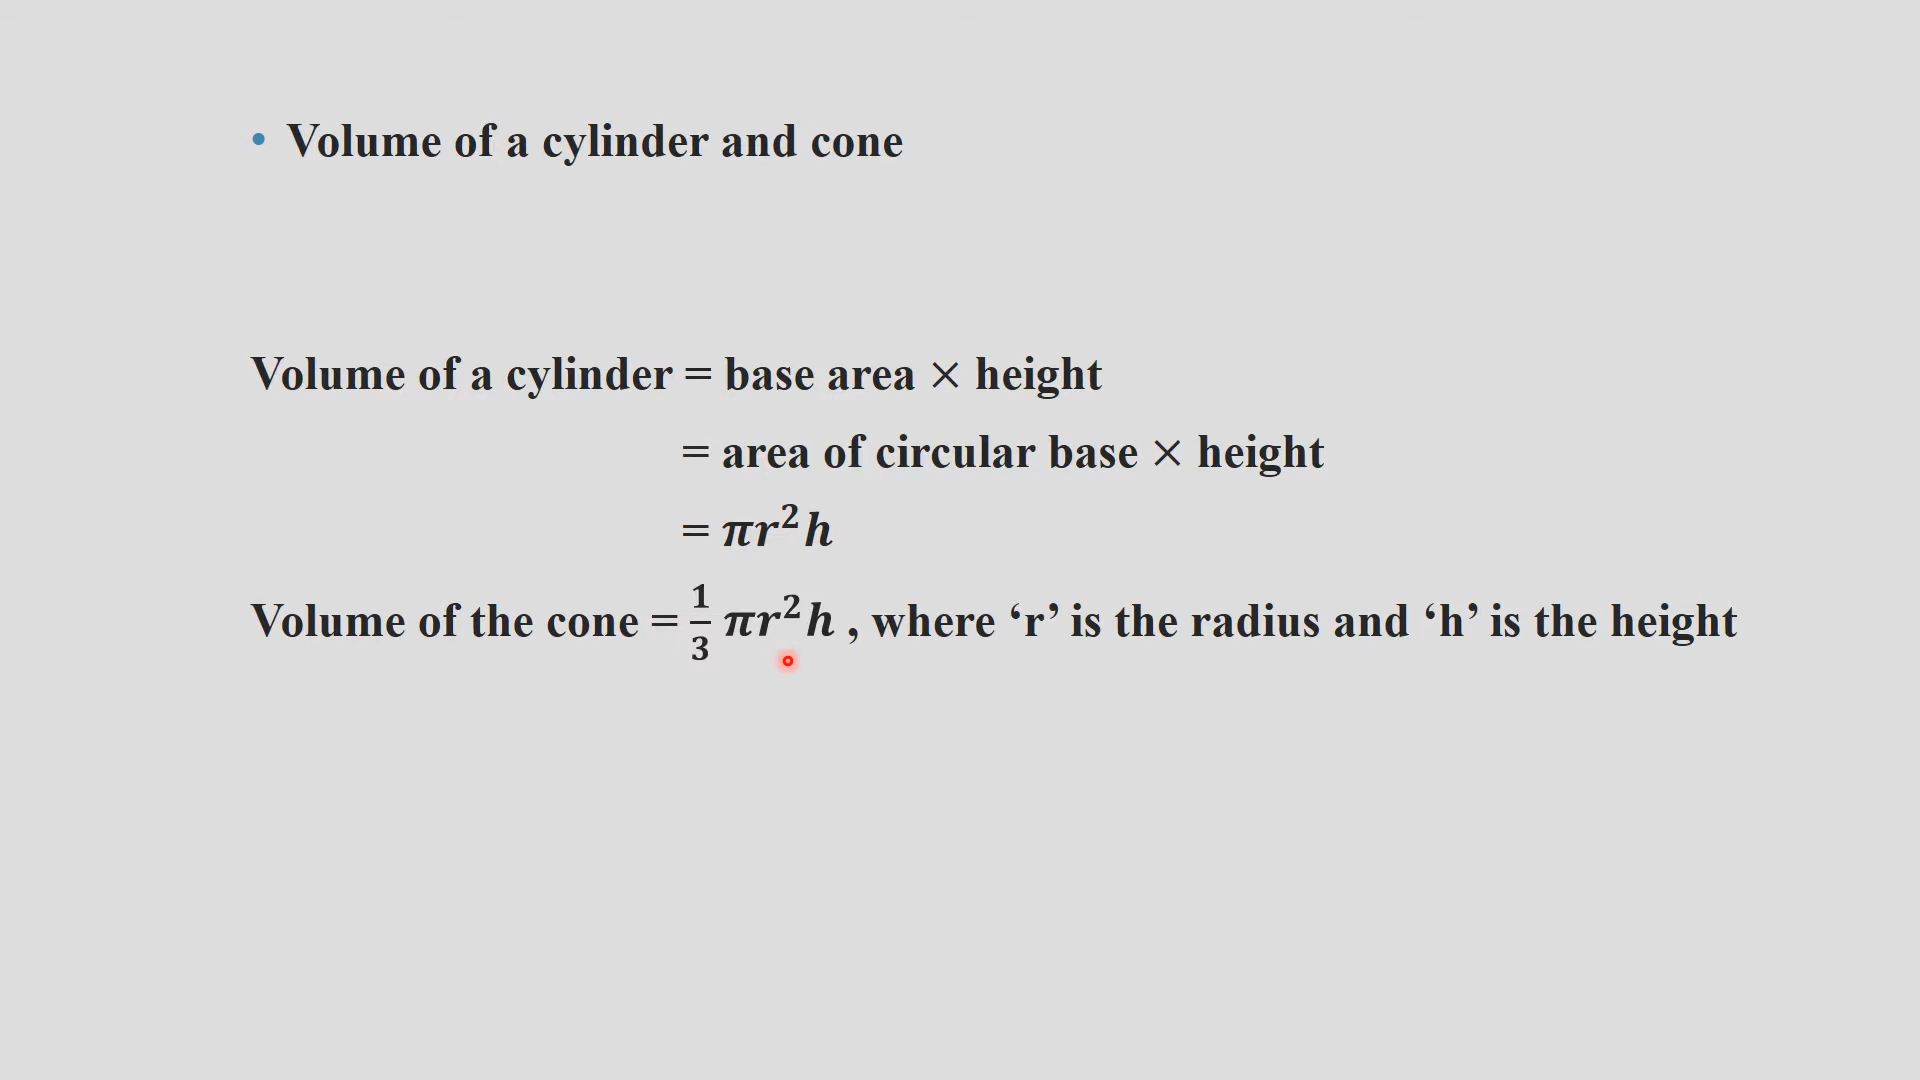 • Volume of a cylinder and cone
Volume of a cylinder = base area × height
= area of circular base × height
= πr²h
Volume of the cone = 1/3 πr²h , where ‘r’ is the radius and ‘h’ is the height